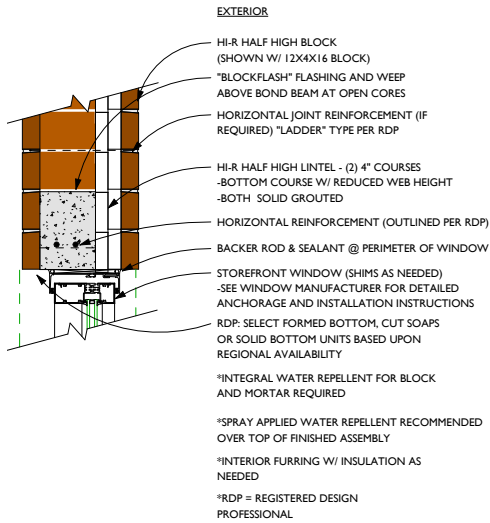 EXTERIOR
HI-R HALF HIGH BLOCK
(SHOWN W/ 12X4X16 BLOCK)
"BLOCKFLASH" FLASHING AND WEEP
ABOVE BOND BEAM AT OPEN CORES
HORIZONTAL JOINT REINFORCEMENT (IF
REQUIRED) "LADDER" TYPE PER RDP
HI-R HALF HIGH LINTEL - (2) 4" COURSES
-BOTTOM COURSE W/ REDUCED WEB HEIGHT
-BOTH SOLID GROUTED
HORIZONTAL REINFORCEMENT (OUTLINED PER RDP)
BACKER ROD & SEALANT @ PERIMETER OF WINDOW
STOREFRONT WINDOW (SHIMS AS NEEDED)
-SEE WINDOW MANUFACTURER FOR DETAILED
ANCHORAGE AND INSTALLATION INSTRUCTIONS
RDP: SELECT FORMED BOTTOM, CUT SOAPS
OR SOLID BOTTOM UNITS BASED UPON
REGIONAL AVAILABILITY
*INTEGRAL WATER REPELLENT FOR BLOCK
AND MORTAR REQUIRED
*SPRAY APPLIED WATER REPELLENT RECOMMENDED
OVER TOP OF FINISHED ASSEMBLY
*INTERIOR FURRING W/ INSULATION AS
NEEDED
*RDP = REGISTERED DESIGN
PROFESSIONAL